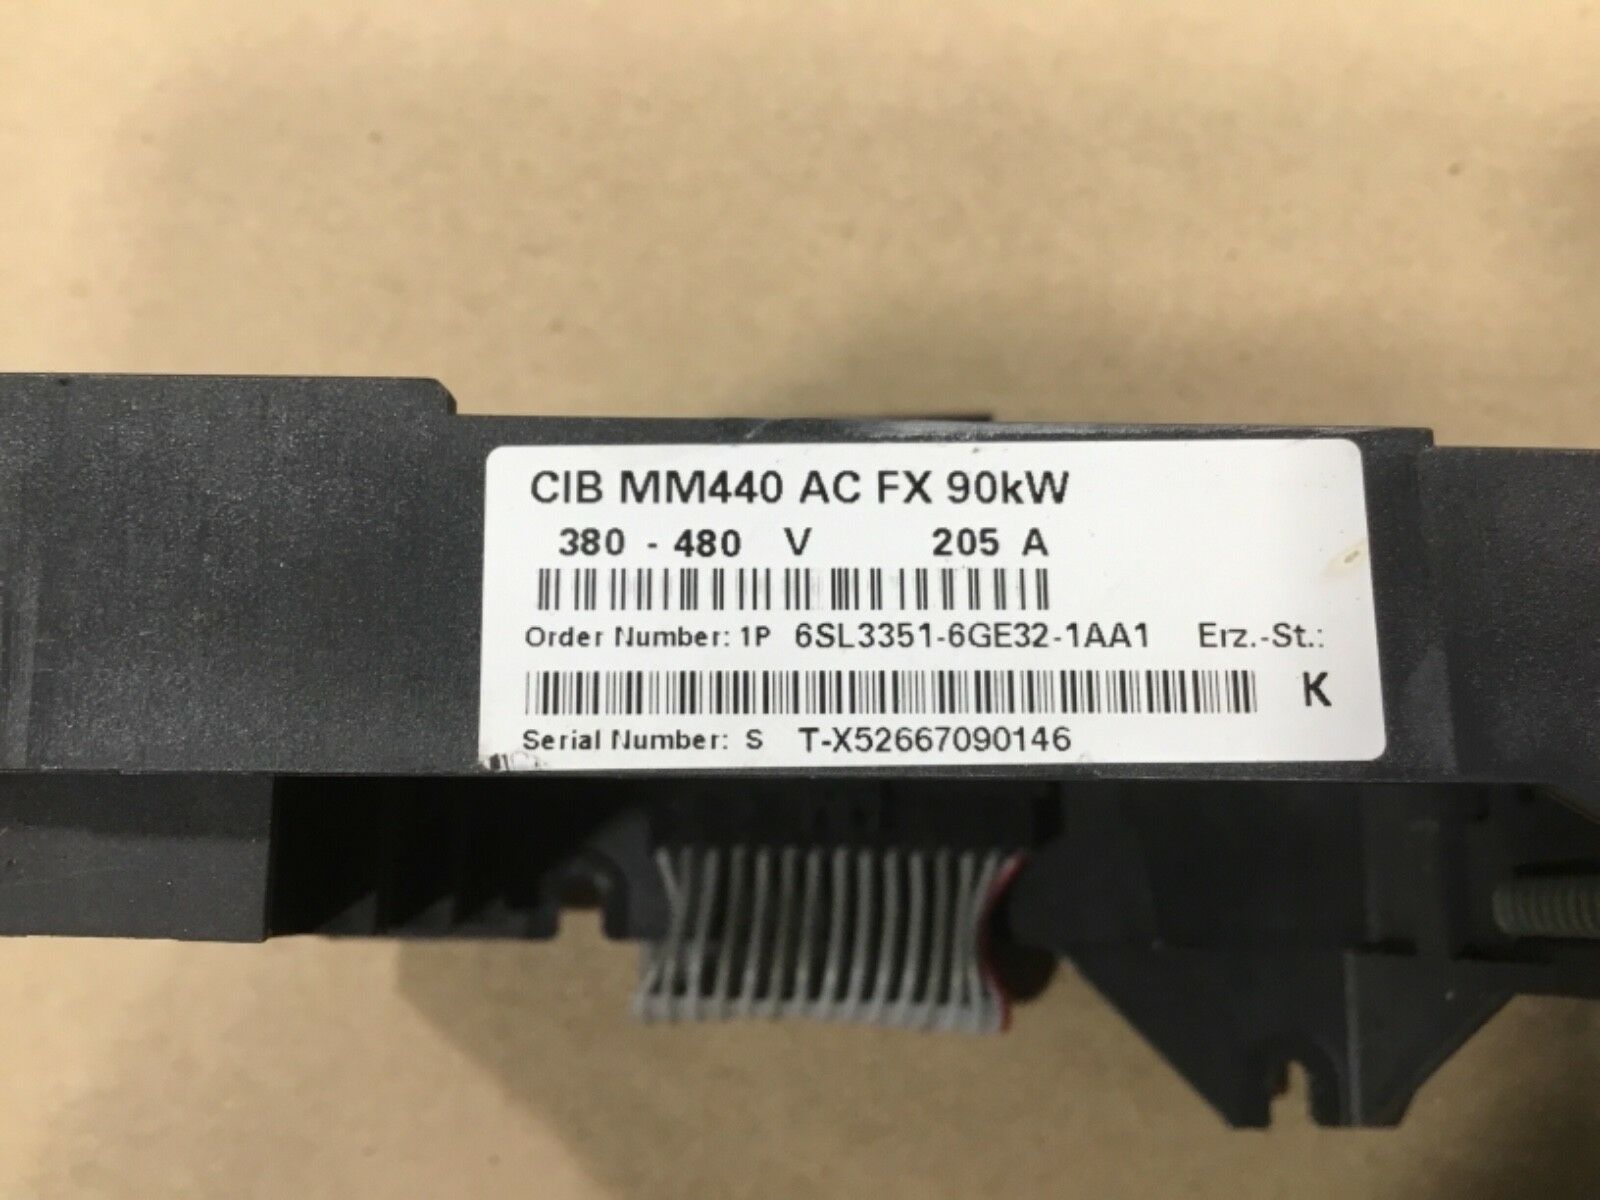 CIB MM440 AC FX 90kW
380 - 480 V 205 A
Order Number: 1P 6SL3351-6GE32-1AA1 Erz.-St.:
K
Serial Number: S T-X52667090146